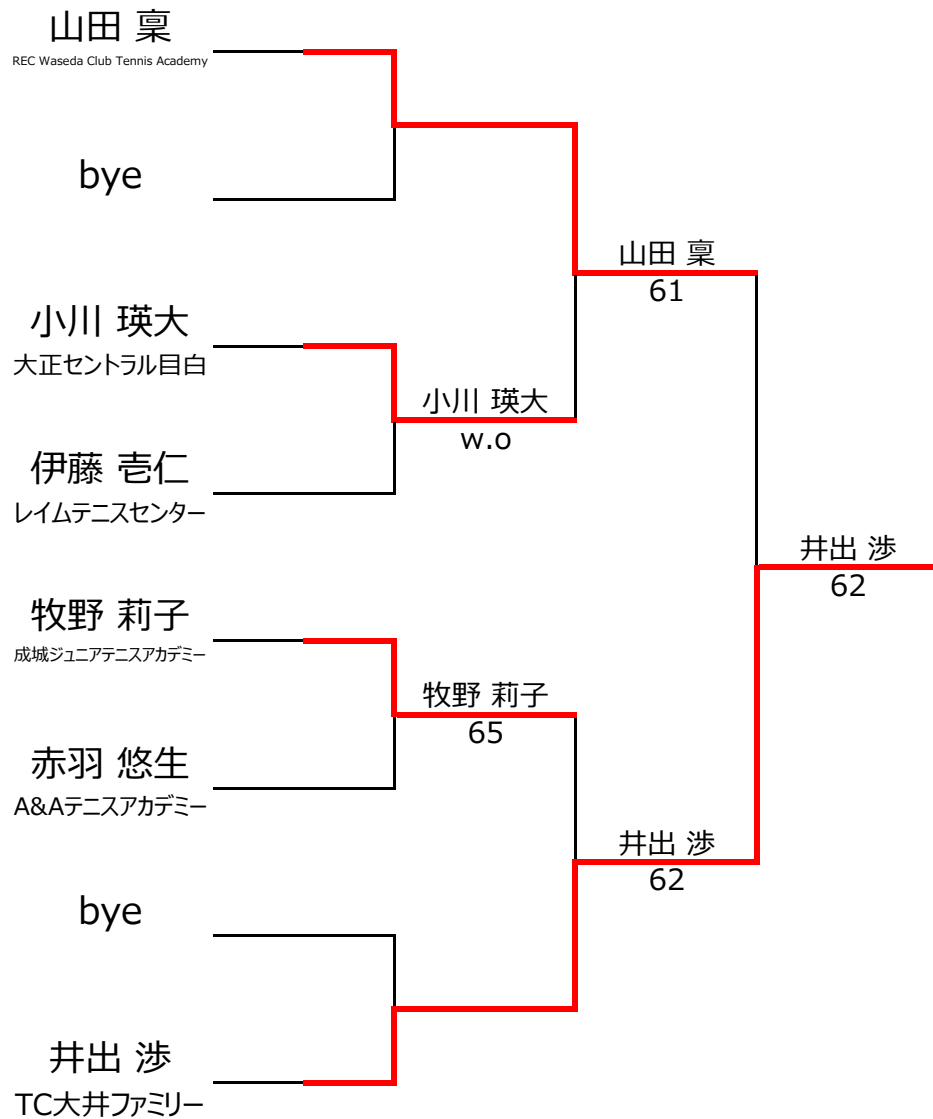 山田 稟
REC Waseda Club Tennis Academy
bye
山田 稟
61
小川 瑛大
大正セントラル目白
小川 瑛大
w.o
伊藤 壱仁
レイムテニスセンター
井出 渉
62
牧野 莉子
成城ジュニアテニスアカデミー
牧野 莉子
65
赤羽 悠生
A&Aテニスアカデミー
井出 渉
62
bye
井出 渉
TC大井ファミリー